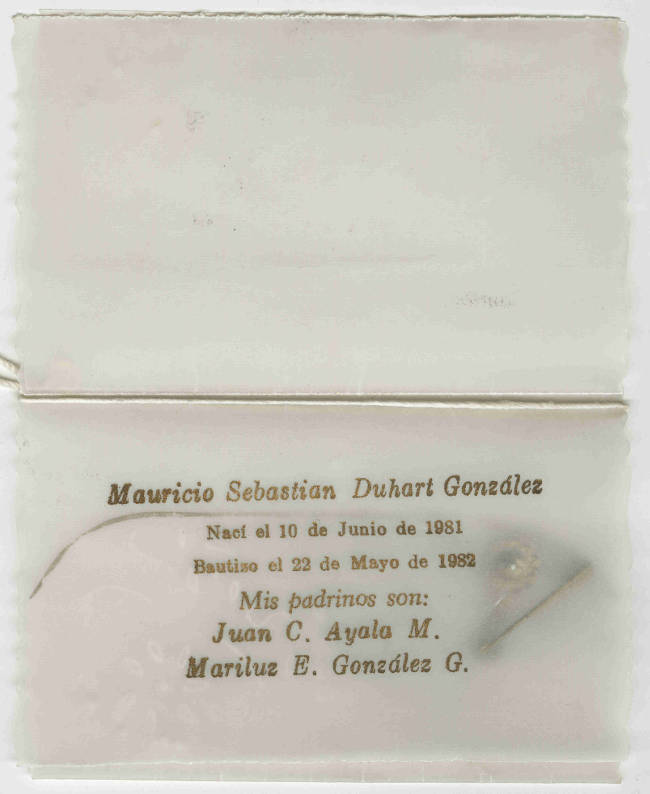 Mauricio Sebastian Duhart González
Nací el 10 de Junio de 1981
Bautizo el 22 de Mayo de 1982
Mis padrinos son:
Juan C. Ayala M.
Mariluz E. González G.